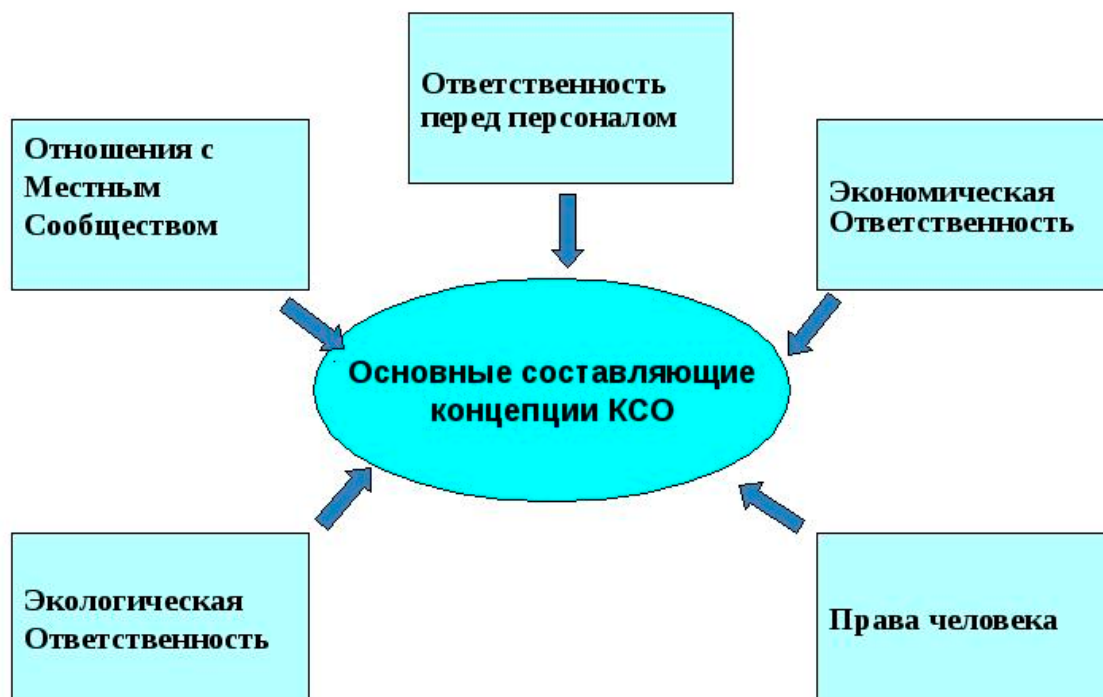 Ответственность
перед персоналом
Отношения с
Местным
Сообществом
Экономическая
Ответственность
Основные составляющие
концепции КСО
Экологическая
Ответственность
Права человека